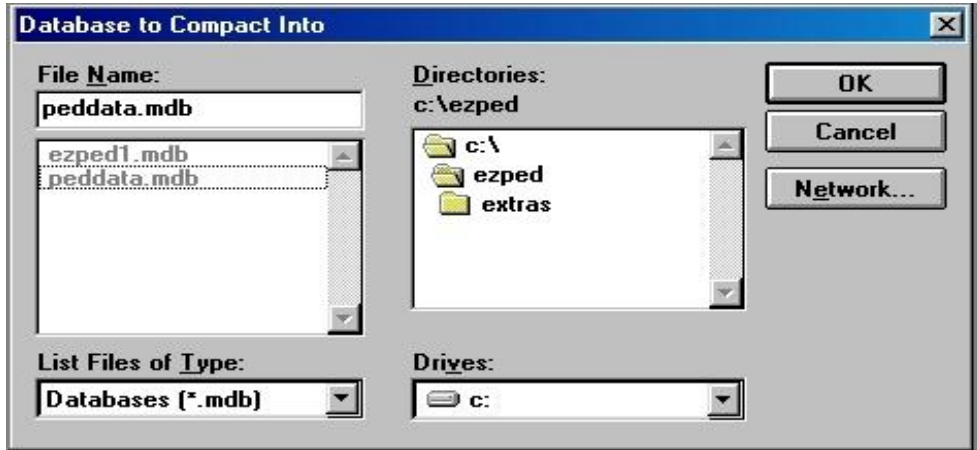 Database to Compact Into
File Name:
peddata.mdb
ezped1.mdb
peddata.mdb
List Files of Type:
Databases (*.mdb)
Directories:
c:\ezped
c:\
ezped
extras
Drives:
c:
OK
Cancel
Network...